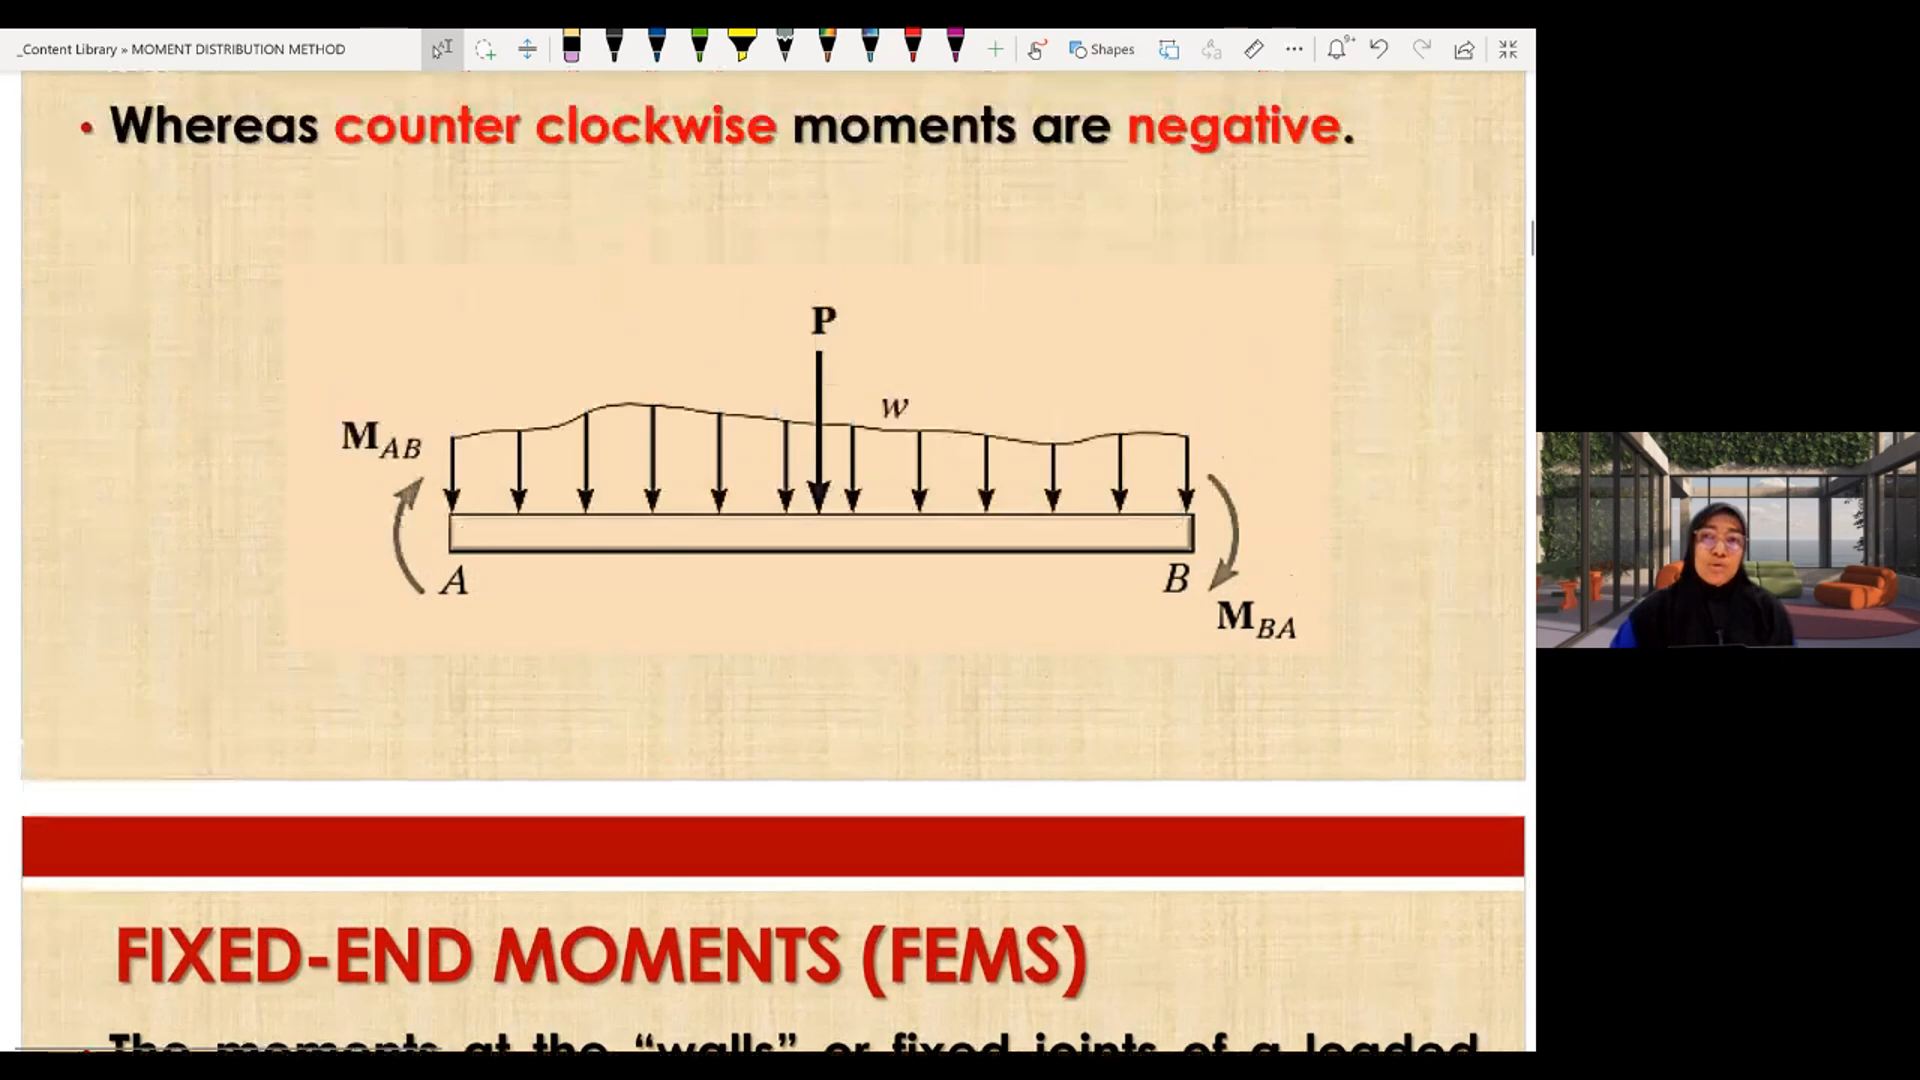 _Content Library » MOMENT DISTRIBUTION METHOD
Shapes
9+
• Whereas counter clockwise moments are negative.
P
w
M_AB
A
B
M_BA
FIXED-END MOMENTS (FEMS)
• The moments at the “walls” or fixed joints of a loaded